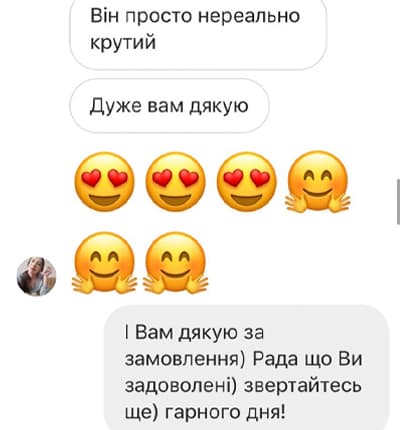 Він просто нереально
крутий
Дуже вам дякую
😍😍😍🤗
🤗🤗
І Вам дякую за
замовлення) Рада що Ви
задоволені) звертайтесь
ще) гарного дня!